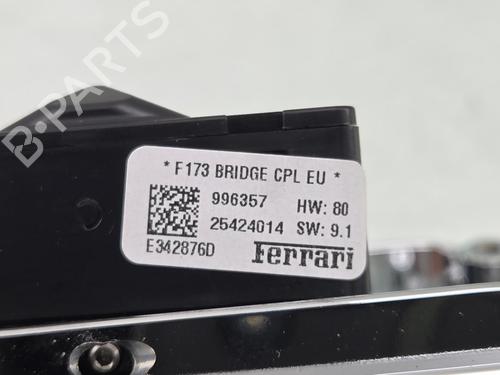 * F173 BRIDGE CPL EU *
996357 HW: 80
25424014 SW: 9.1
E342876D Ferrari
B-PARTS